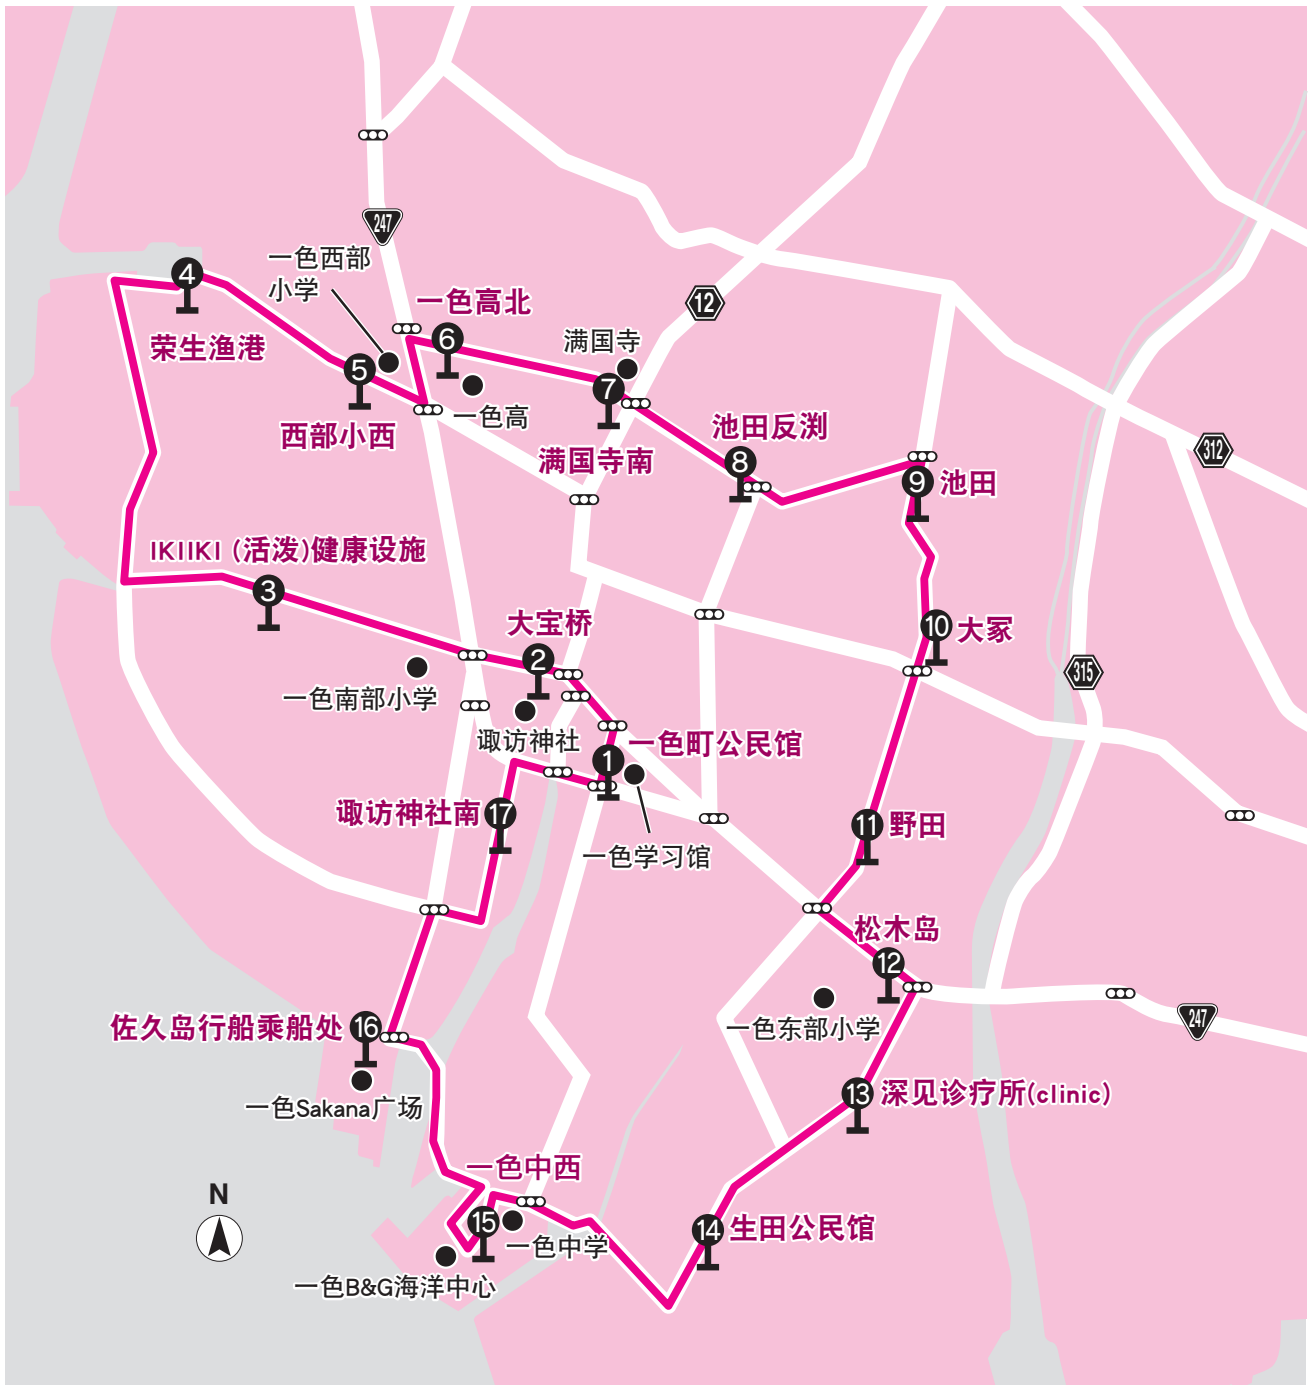 247
一色西部
小学
4
荣生渔港
一色高北
6
5
西部小西
一色高
满国寺
7
满国寺南
12
池田反渕
8
9
池田
312
IKIIKI (活泼)健康设施
3
大宝桥
2
一色南部小学
诹访神社
一色町公民馆
1
一色学习馆
诹访神社南
17
10
大冢
315
11
野田
松木岛
12
一色东部小学
247
佐久岛行船乘船处
16
一色Sakana广场
13
深见诊疗所(clinic)
一色中西
15
一色中学
一色B&G海洋中心
14
生田公民馆
N